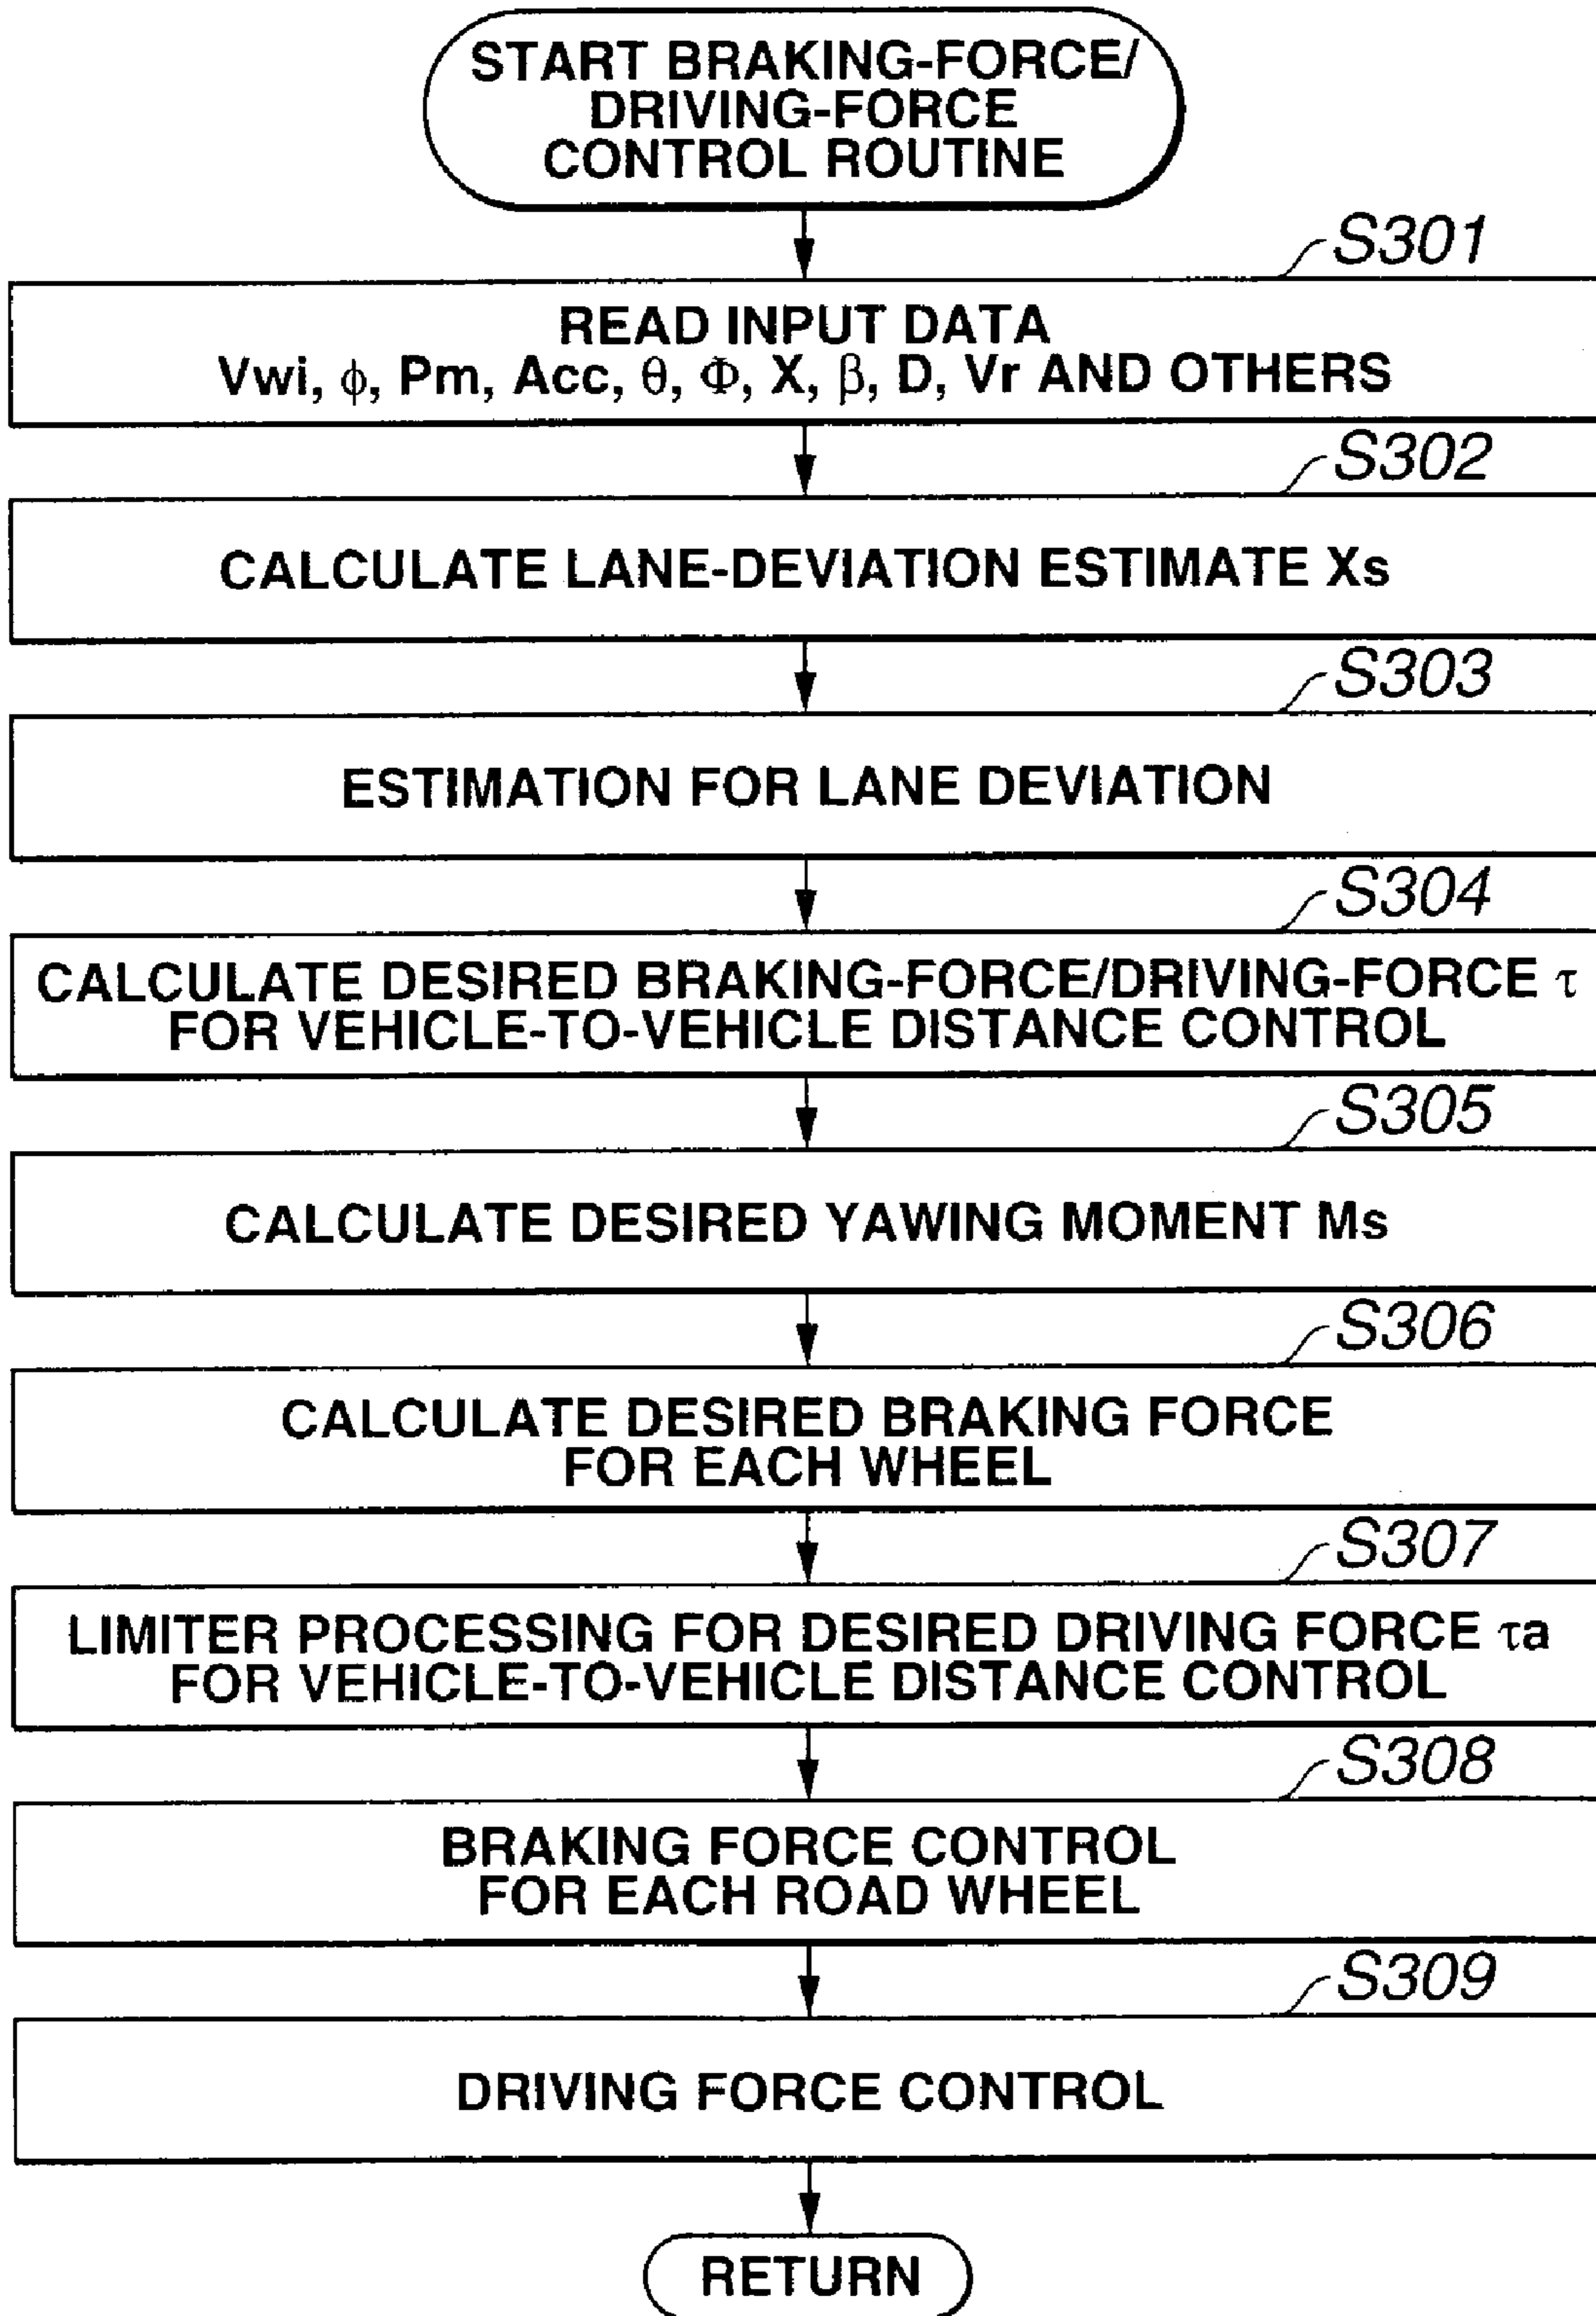 START BRAKING-FORCE/
DRIVING-FORCE
CONTROL ROUTINE
S301
READ INPUT DATA
Vwi, ϕ, Pm, Acc, θ, Φ, X, β, D, Vr AND OTHERS
S302
CALCULATE LANE-DEVIATION ESTIMATE Xs
S303
ESTIMATION FOR LANE DEVIATION
S304
CALCULATE DESIRED BRAKING-FORCE/DRIVING-FORCE τ
FOR VEHICLE-TO-VEHICLE DISTANCE CONTROL
S305
CALCULATE DESIRED YAWING MOMENT Ms
S306
CALCULATE DESIRED BRAKING FORCE
FOR EACH WHEEL
S307
LIMITER PROCESSING FOR DESIRED DRIVING FORCE τa
FOR VEHICLE-TO-VEHICLE DISTANCE CONTROL
S308
BRAKING FORCE CONTROL
FOR EACH ROAD WHEEL
S309
DRIVING FORCE CONTROL
RETURN